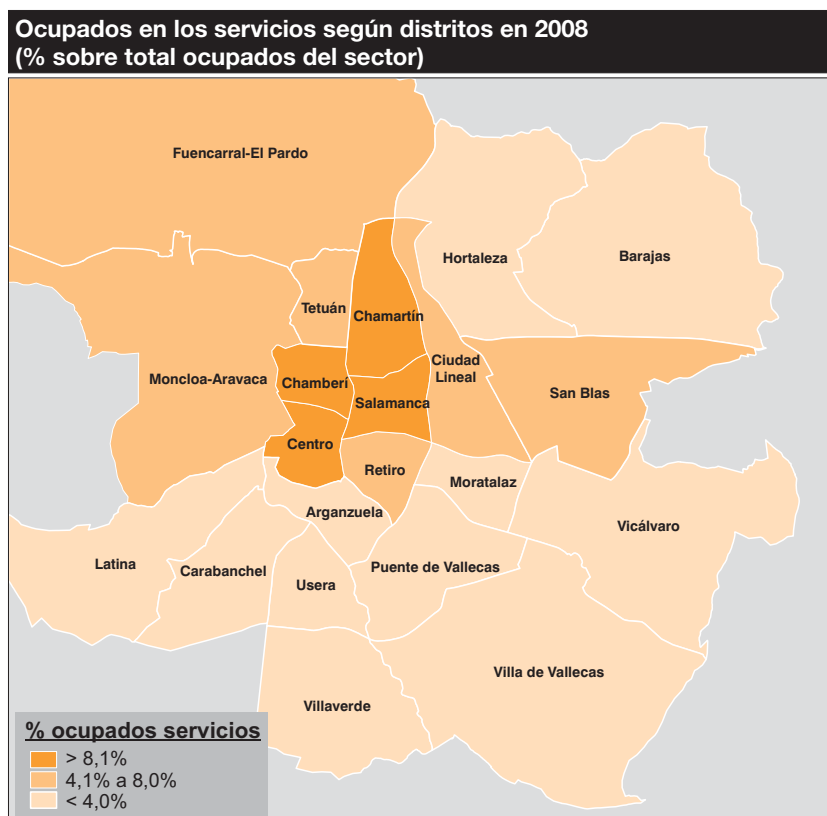 Ocupados en los servicios según distritos en 2008
(% sobre total ocupados del sector)
Fuencarral-El Pardo
Hortaleza
Barajas
Tetuán
Chamartín
Ciudad
Lineal
Moncloa-Aravaca
Chamberí
San Blas
Salamanca
Centro
Retiro
Moratalaz
Arganzuela
Vicálvaro
Latina
Carabanchel
Puente de Vallecas
Usera
Villa de Vallecas
Villaverde
% ocupados servicios
> 8,1%
4,1% a 8,0%
< 4,0%